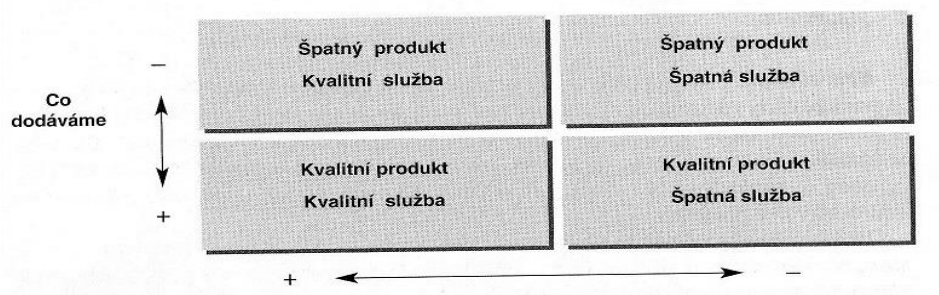 Špatný produkt
Kvalitní služba
Špatný produkt
Špatná služba
–
Co
dodáváme
Kvalitní produkt
Kvalitní služba
Kvalitní produkt
Špatná služba
+
+
–